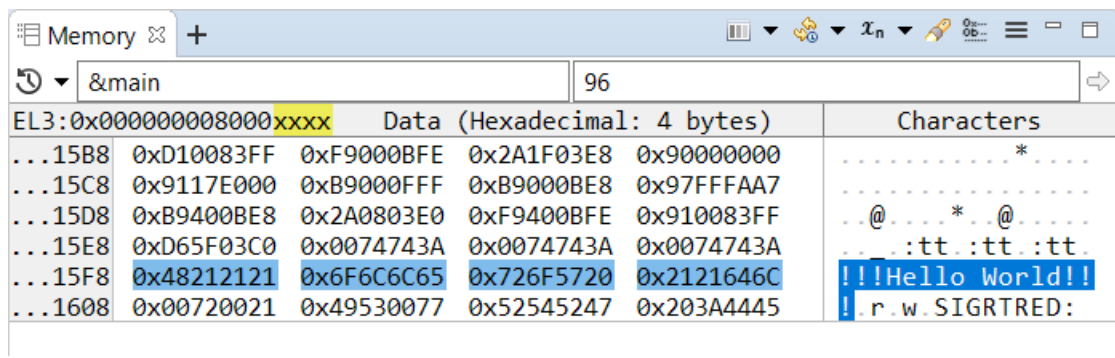 Memory
xₙ
&main 96
EL3:0x000000008000xxxx Data (Hexadecimal: 4 bytes) Characters
...15B8 0xD10083FF 0xF9000BFE 0x2A1F03E8 0x90000000 ...........*....
...15C8 0x9117E000 0xB9000FFF 0xB9000BE8 0x97FFFAA7 ................
...15D8 0xB9400BE8 0x2A0803E0 0xF9400BFE 0x910083FF ..@....*..@.....
...15E8 0xD65F03C0 0x0074743A 0x0074743A 0x0074743A .._.:tt.:tt.:tt.
...15F8 0x48212121 0x6F6C6C65 0x726F5720 0x2121646C !!!Hello World!!
...1608 0x00720021 0x49530077 0x52545247 0x203A4445 !.r.w.SIGRTRED: